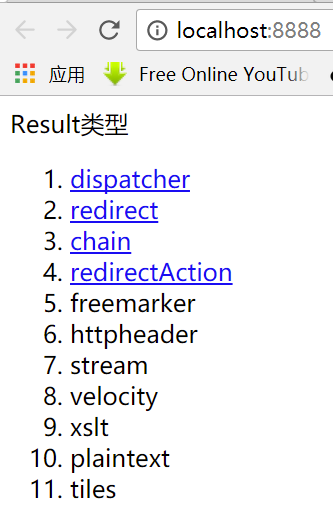 localhost:8888
应用 Free Online YouTub
Result类型
1. dispatcher
2. redirect
3. chain
4. redirectAction
5. freemarker
6. httpheader
7. stream
8. velocity
9. xslt
10. plaintext
11. tiles